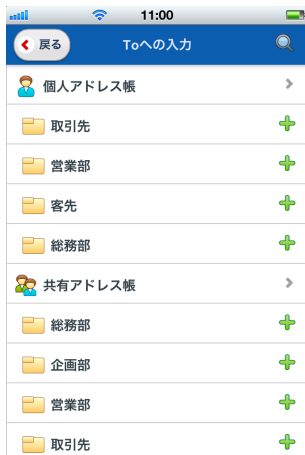 11:00
戻る
Toへの入力
個人アドレス帳
取引先
営業部
客先
総務部
共有アドレス帳
総務部
企画部
営業部
取引先